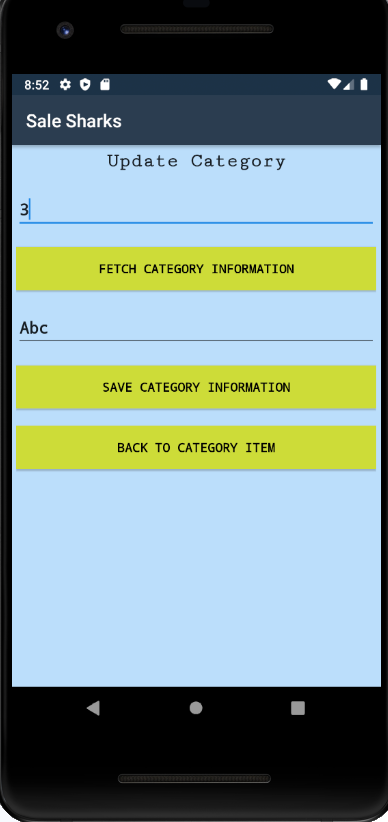 8:52
Sale Sharks
Update Category
3
FETCH CATEGORY INFORMATION
Abc
SAVE CATEGORY INFORMATION
BACK TO CATEGORY ITEM